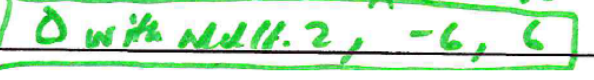 0 with Mult. 2, -6, 6